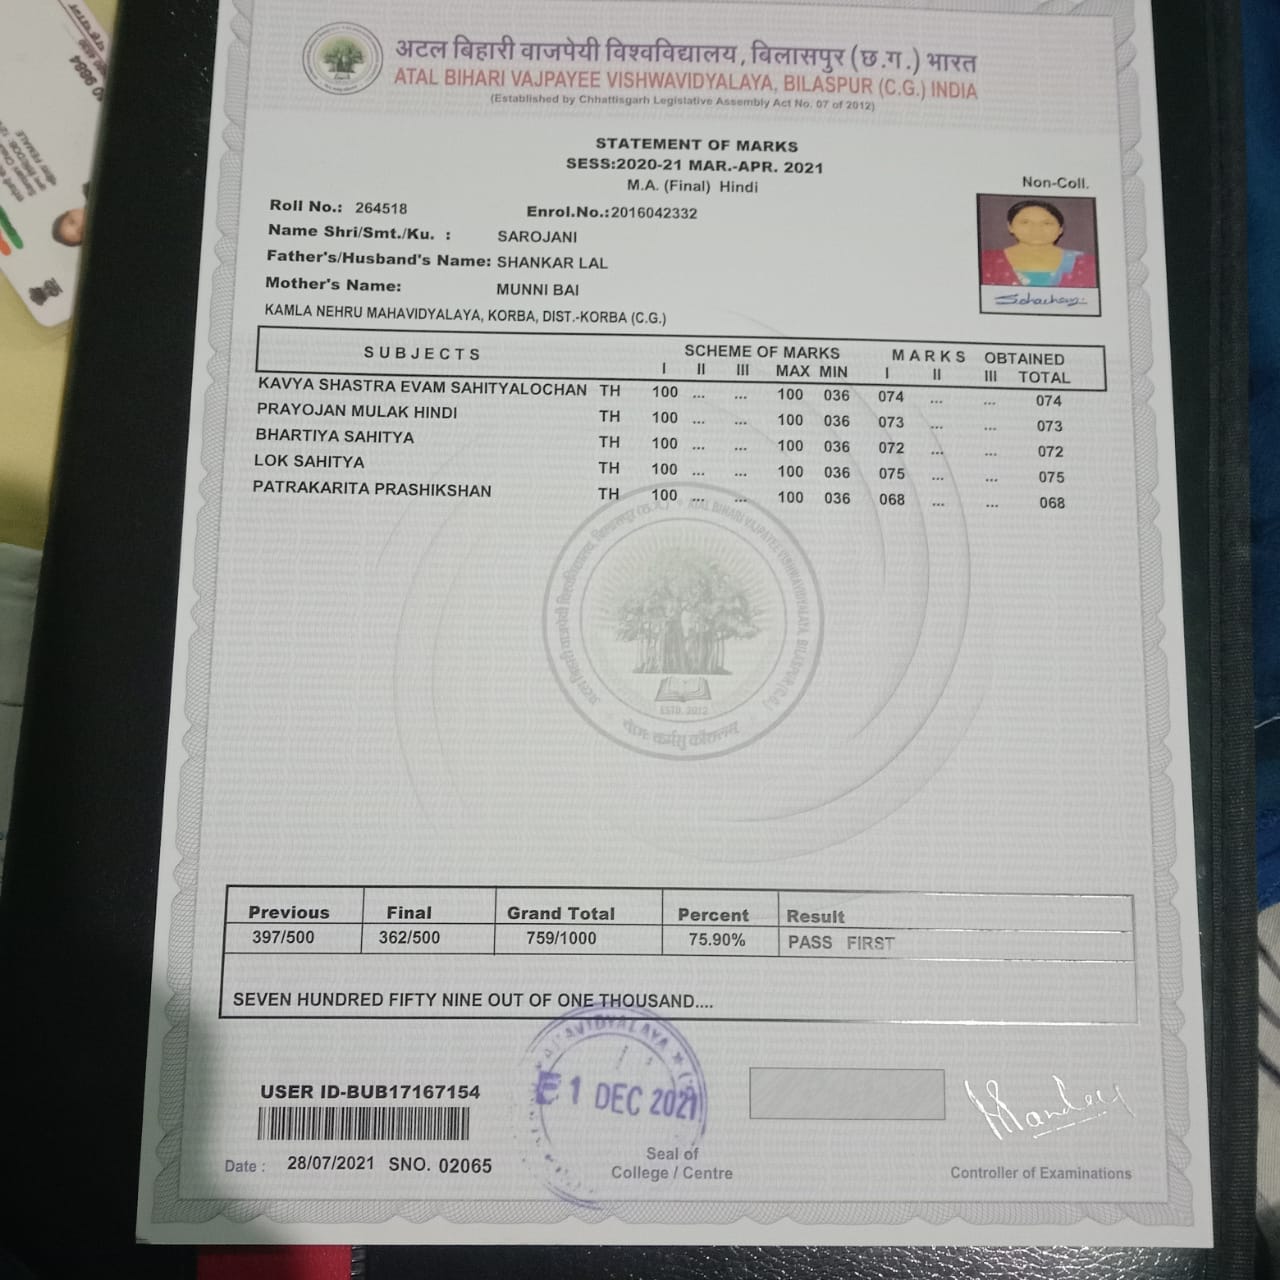 अटल बिहारी वाजपेयी विश्वविद्यालय, बिलासपुर (छ.ग.) भारत
ATAL BIHARI VAJPAYEE VISHWAVIDYALAYA, BILASPUR (C.G.) INDIA
(Established by Chhattisgarh Legislative Assembly Act No. 07 of 2012)
STATEMENT OF MARKS
SESS:2020-21 MAR.-APR. 2021
M.A. (Final) Hindi
Non-Coll.
Roll No.: 264518 Enrol.No.:2016042332
Name Shri/Smt./Ku. : SAROJANI
Father's/Husband's Name: SHANKAR LAL
Mother's Name: MUNNI BAI
KAMLA NEHRU MAHAVIDYALAYA, KORBA, DIST.-KORBA (C.G.)
SUBJECTS SCHEME OF MARKS MARKS OBTAINED
I II III MAX MIN I II III TOTAL
KAVYA SHASTRA EVAM SAHITYALOCHAN TH 100 ... ... 100 036 074 ... ... 074
PRAYOJAN MULAK HINDI TH 100 ... ... 100 036 073 ... ... 073
BHARTIYA SAHITYA TH 100 ... ... 100 036 072 ... ... 072
LOK SAHITYA TH 100 ... ... 100 036 075 ... ... 075
PATRAKARITA PRASHIKSHAN TH 100 ... ... 100 036 068 ... ... 068
ATAL BIHARI VAJPAYEE VISHWAVIDYALAYA, BILASPUR (C.G.)
ESTD. 2012
Previous Final Grand Total Percent Result
397/500 362/500 759/1000 75.90% PASS FIRST
SEVEN HUNDRED FIFTY NINE OUT OF ONE THOUSAND....
USER ID-BUB17167154
1 DEC 2021
Date : 28/07/2021 SNO. 02065
Seal of
College / Centre
Controller of Examinations